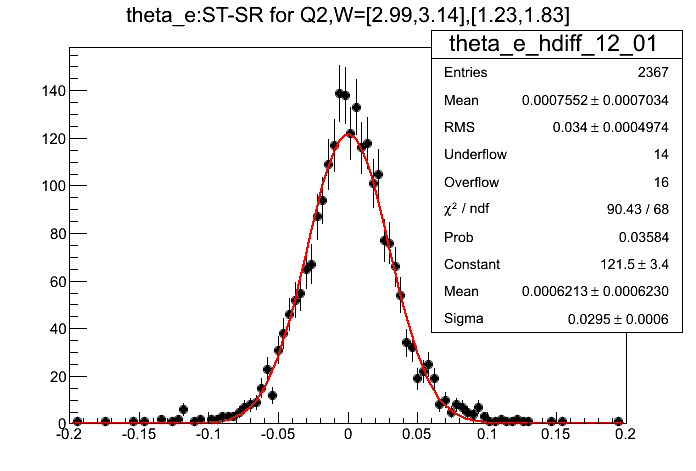 theta_e:ST-SR for Q2,W=[2.99,3.14],[1.23,1.83]
theta_e_hdiff_12_01
Entries 2367
Mean 0.0007552 ± 0.0007034
RMS 0.034 ± 0.0004974
Underflow 14
Overflow 16
χ² / ndf 90.43 / 68
Prob 0.03584
Constant 121.5 ± 3.4
Mean 0.0006213 ± 0.0006230
Sigma 0.0295 ± 0.0006
140
120
100
80
60
40
20
0
-0.2 -0.15 -0.1 -0.05 0 0.05 0.1 0.15 0.2